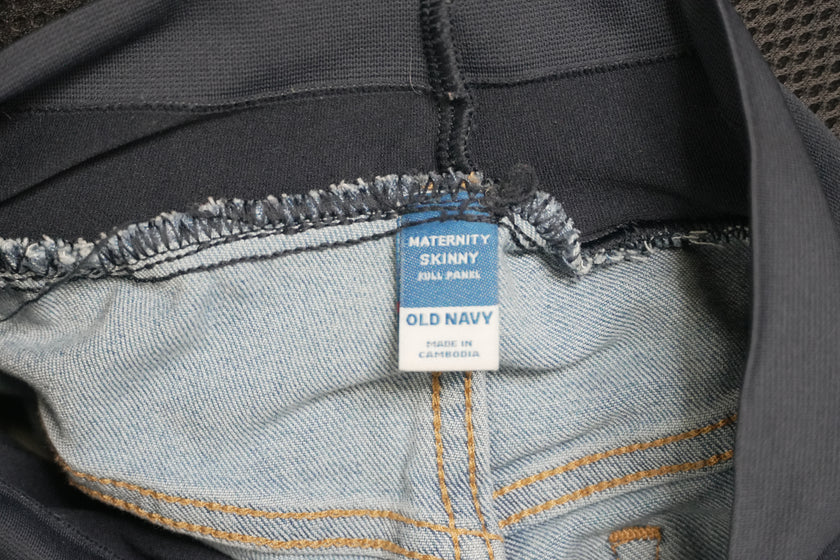 MATERNITY
SKINNY
FULL PANEL
OLD NAVY
MADE IN
CAMBODIA